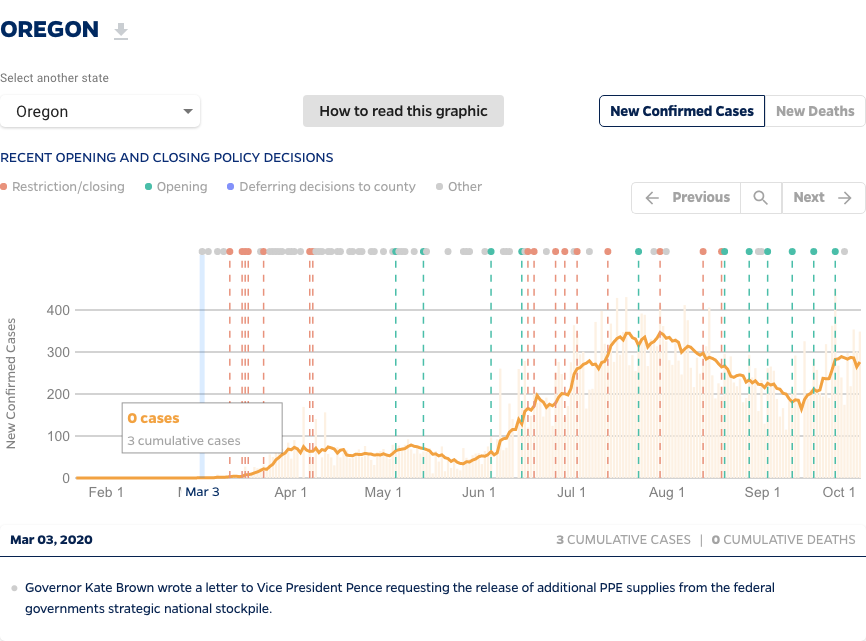 OREGON
Select another state
Oregon
How to read this graphic
New Confirmed Cases
New Deaths
RECENT OPENING AND CLOSING POLICY DECISIONS
Restriction/closing
Opening
Deferring decisions to county
Other
Previous
Next
New Confirmed Cases
400
300
200
100
0
0 cases
3 cumulative cases
Feb 1
Mar 3
Apr 1
May 1
Jun 1
Jul 1
Aug 1
Sep 1
Oct 1
Mar 03, 2020
3 CUMULATIVE CASES | 0 CUMULATIVE DEATHS
Governor Kate Brown wrote a letter to Vice President Pence requesting the release of additional PPE supplies from the federal
governments strategic national stockpile.